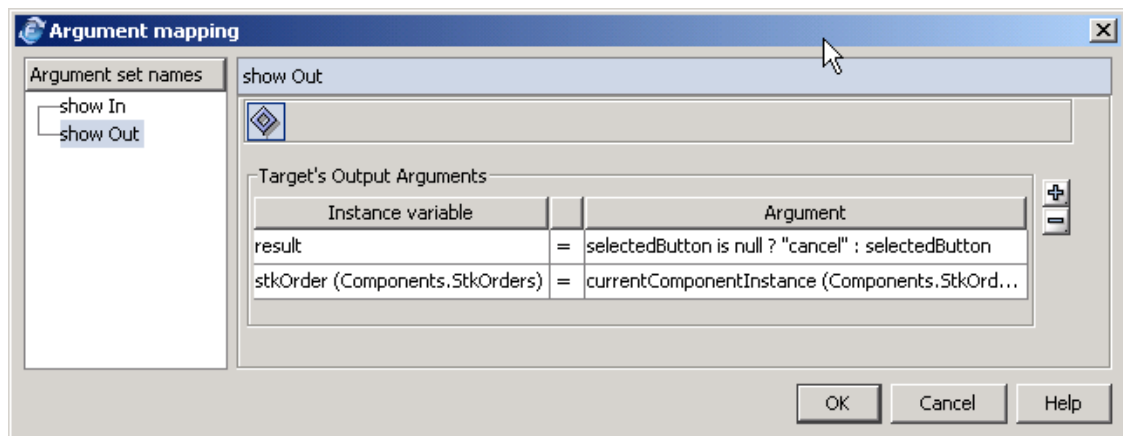 Argument mapping
Argument set names
show In
show Out
show Out
Target's Output Arguments
Instance variable Argument
result = selectedButton is null ? "cancel" : selectedButton
stkOrder (Components.StkOrders) = currentComponentInstance (Components.StkOrd...
OK Cancel Help